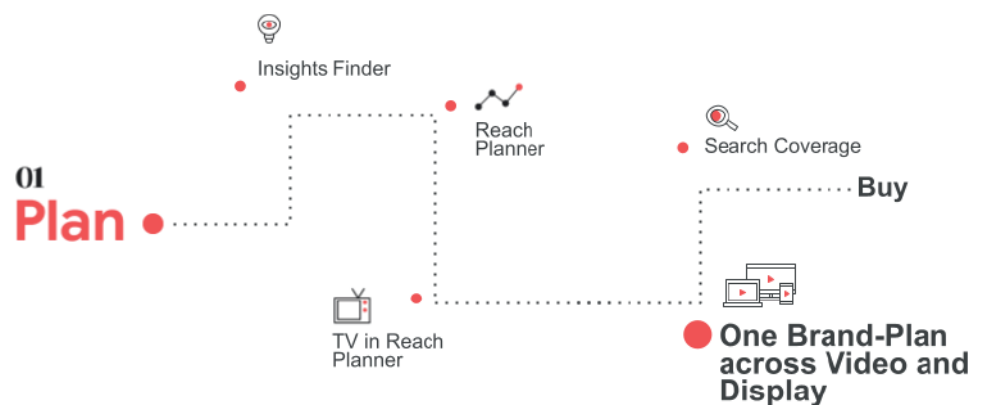 Insights Finder
Reach
Planner
Search Coverage
01
Plan
Buy
TV in Reach
Planner
One Brand-Plan
across Video and
Display